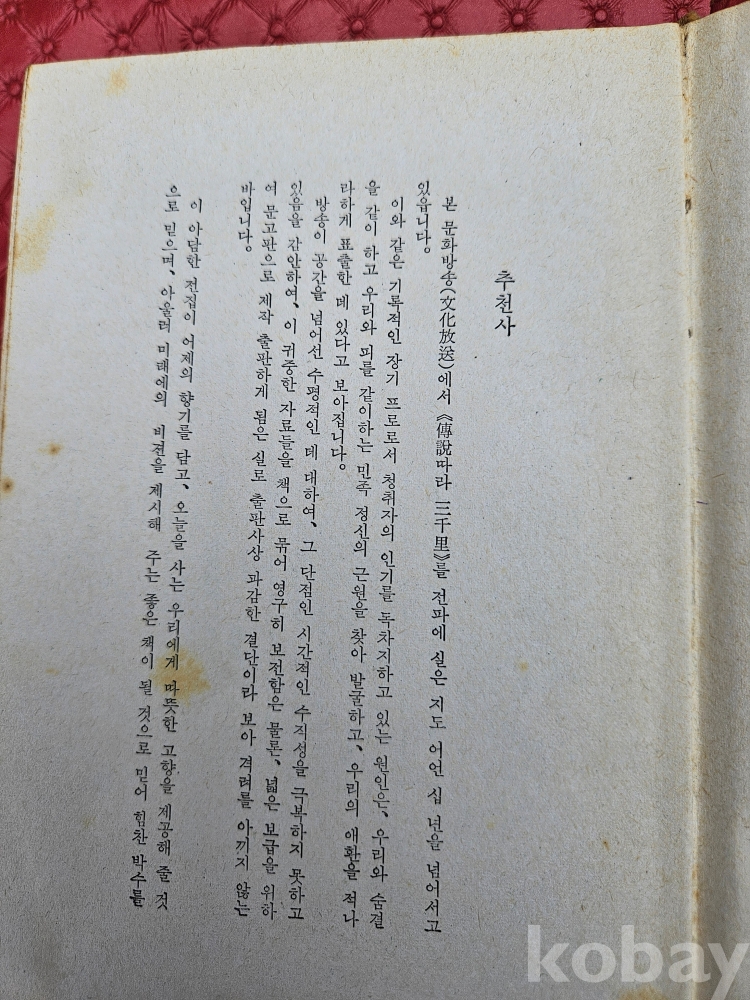 추천사
본 문화방송(文化放送)에서 《傳說따라 三千里》를 전파에 실은 지도 어언 십 년을 넘어서고
있읍니다.
이와 같은 기록적인 장기 프로로서 청취자의 인기를 독차지하고 있는 원인은, 우리와 숨결
을 같이 하고 우리와 피를 같이하는 민족 정신의 근원을 찾아 발굴하고, 우리의 애환을 적나
라하게 표출한 데 있다고 보아집니다.
방송이 공간을 넘어선 수평적인 데 대하여, 그 단점인 시간적인 수직성을 극복하지 못하고
있음을 감안하여, 이 귀중한 자료들을 책으로 묶어 영구히 보전함은 물론, 넓은 보급을 위하
여 문고판으로 제작 출판하게 됨은 실로 출판사상 과감한 결단이라 보아 격려를 아끼지 않는
바입니다.
이 아담한 전집이 어제의 향기를 담고, 오늘을 사는 우리에게 따뜻한 고향을 제공해 줄 것
으로 믿으며, 아울러 미래에의 비젼을 제시해 주는 좋은 책이 될 것으로 믿어 힘찬 박수를
kobay